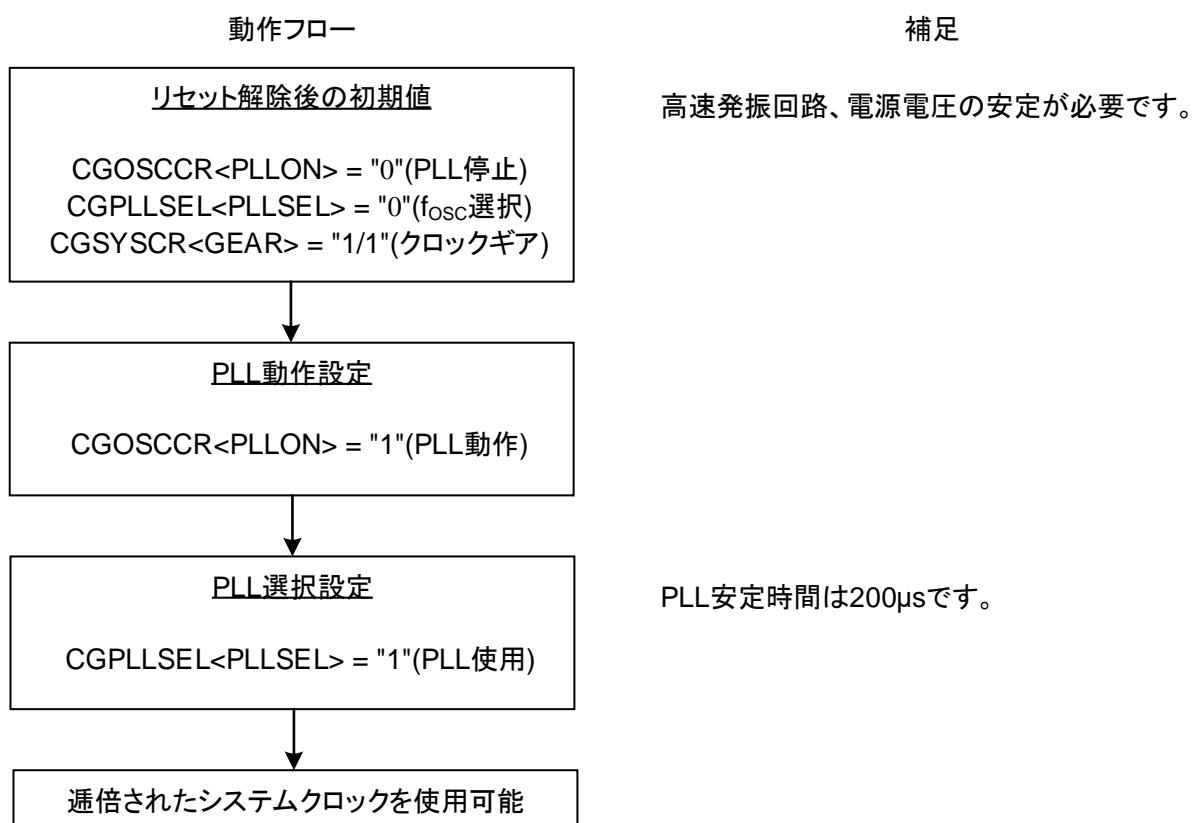 動作フロー
補足
リセット解除後の初期値
高速発振回路、電源電圧の安定が必要です。
CGOSCCR<PLLON> = "0"(PLL停止)
CGPLLSEL<PLLSEL> = "0"(fOSC選択)
CGSYSCR<GEAR> = "1/1"(クロックギア)
PLL動作設定
CGOSCCR<PLLON> = "1"(PLL動作)
PLL選択設定
PLL安定時間は200µsです。
CGPLLSEL<PLLSEL> = "1"(PLL使用)
逓倍されたシステムクロックを使用可能